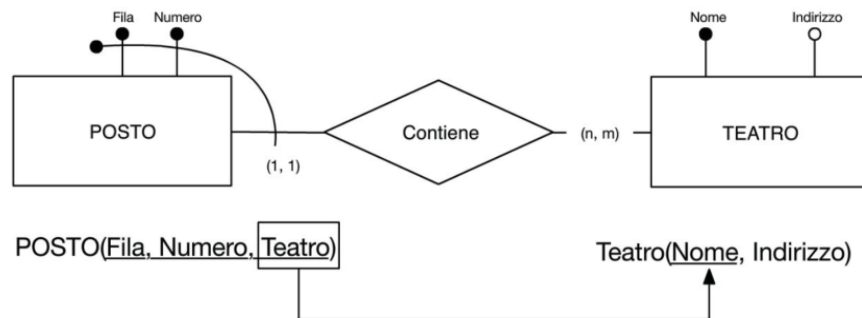 Fila Numero Nome Indirizzo
POSTO Contiene (n, m) TEATRO
(1, 1)
POSTO(Fila, Numero, Teatro) Teatro(Nome, Indirizzo)